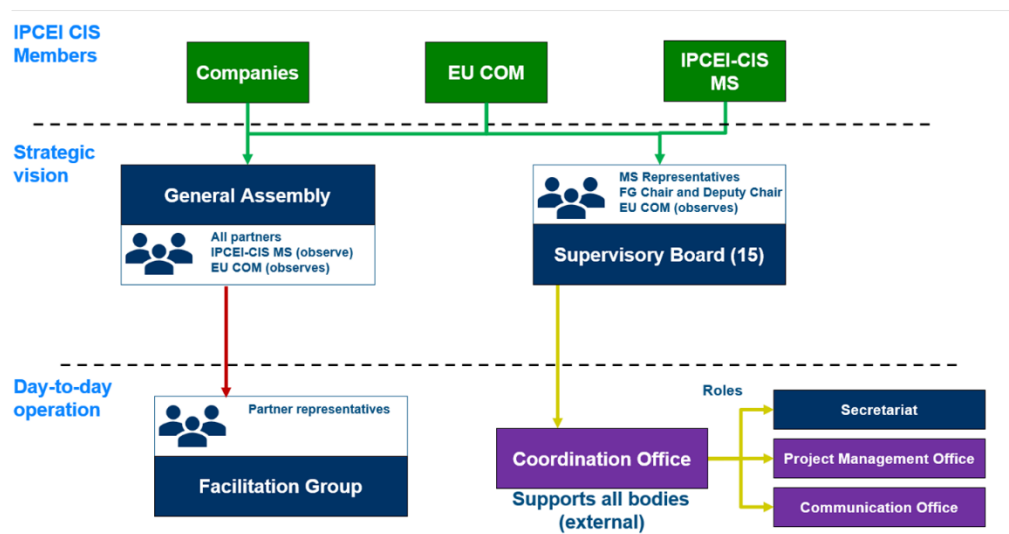 IPCEI CIS
Members
Companies
EU COM
IPCEI-CIS
MS
Strategic
vision
General Assembly
All partners
IPCEI-CIS MS (observe)
EU COM (observes)
MS Representatives
FG Chair and Deputy Chair
EU COM (observes)
Supervisory Board (15)
Day-to-day
operation
Partner representatives
Facilitation Group
Coordination Office
Supports all bodies
(external)
Roles
Secretariat
Project Management Office
Communication Office